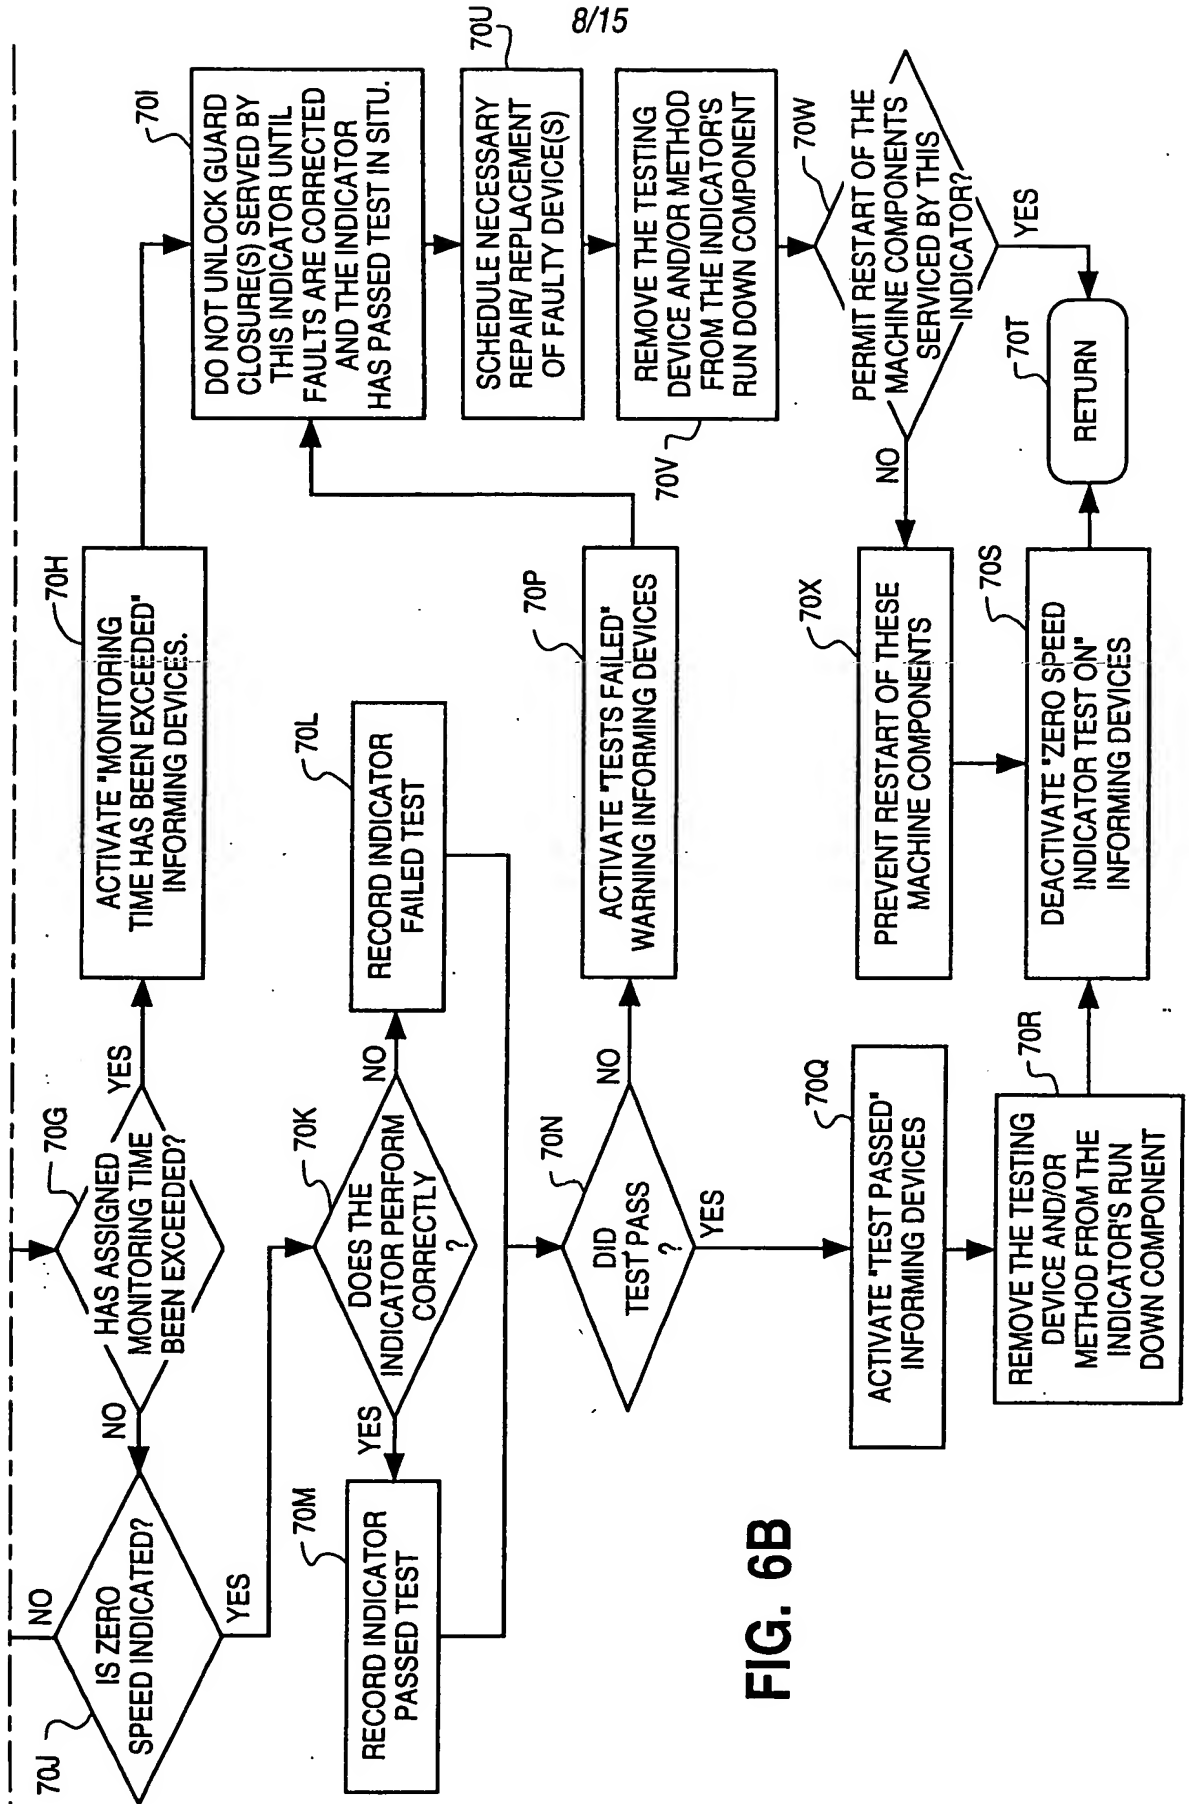 8/15
NO
70J
IS ZERO
SPEED INDICATED?
YES
NO
70G
HAS ASSIGNED
MONITORING TIME
BEEN EXCEEDED?
YES
70H
ACTIVATE "MONITORING
TIME HAS BEEN EXCEEDED"
INFORMING DEVICES.
70I
DO NOT UNLOCK GUARD
CLOSURE(S) SERVED BY
THIS INDICATOR UNTIL
FAULTS ARE CORRECTED
AND THE INDICATOR
HAS PASSED TEST IN SITU.
70M
RECORD INDICATOR
PASSED TEST
YES
70K
DOES THE
INDICATOR PERFORM
CORRECTLY
?
NO
70L
RECORD INDICATOR
FAILED TEST
70U
SCHEDULE NECESSARY
REPAIR/ REPLACEMENT
OF FAULTY DEVICE(S)
70N
DID
TEST PASS
?
NO
YES
70P
ACTIVATE "TESTS FAILED"
WARNING INFORMING DEVICES
70V
REMOVE THE TESTING
DEVICE AND/OR METHOD
FROM THE INDICATOR'S
RUN DOWN COMPONENT
70W
PERMIT RESTART OF THE
MACHINE COMPONENTS
SERVICED BY THIS
INDICATOR?
NO
YES
70Q
ACTIVATE "TEST PASSED"
INFORMING DEVICES
70X
PREVENT RESTART OF THESE
MACHINE COMPONENTS
70R
REMOVE THE TESTING
DEVICE AND/OR
METHOD FROM THE
INDICATOR'S RUN
DOWN COMPONENT
70S
DEACTIVATE "ZERO SPEED
INDICATOR TEST ON"
INFORMING DEVICES
70T
RETURN
FIG. 6B